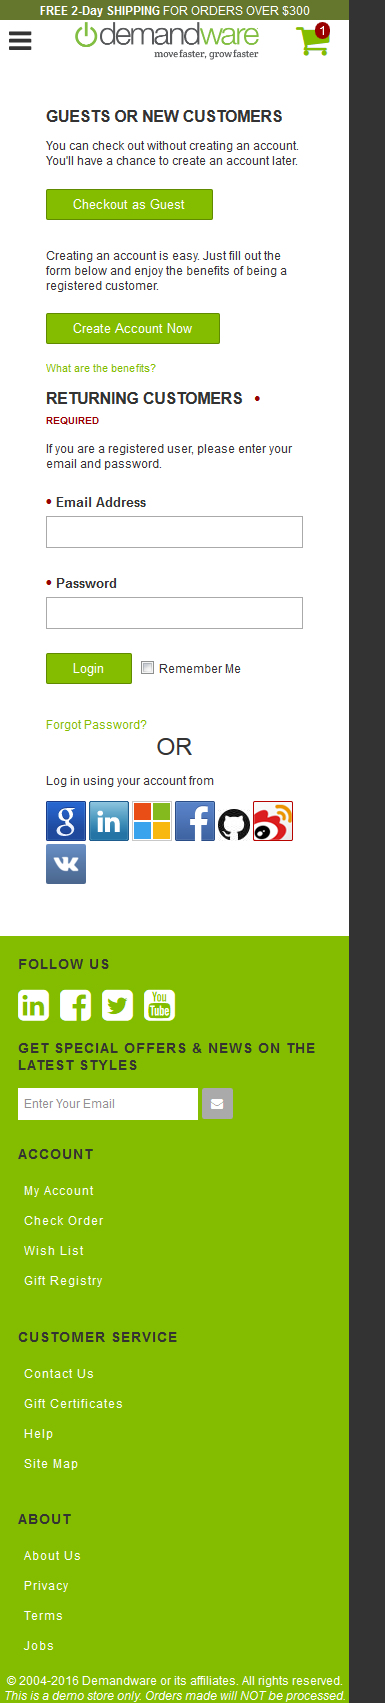 FREE 2-Day SHIPPING FOR ORDERS OVER $300
demandware
1
move faster, grow faster
GUESTS OR NEW CUSTOMERS
You can check out without creating an account.
You'll have a chance to create an account later.
Checkout as Guest
Creating an account is easy. Just fill out the
form below and enjoy the benefits of being a
registered customer.
Create Account Now
What are the benefits?
RETURNING CUSTOMERS •
REQUIRED
If you are a registered user, please enter your
email and password.
• Email Address
• Password
Login
Remember Me
Forgot Password?
OR
Log in using your account from
g in f
VK
FOLLOW US
in f You Tube
GET SPECIAL OFFERS & NEWS ON THE
LATEST STYLES
Enter Your Email
ACCOUNT
My Account
Check Order
Wish List
Gift Registry
CUSTOMER SERVICE
Contact Us
Gift Certificates
Help
Site Map
ABOUT
About Us
Privacy
Terms
Jobs
© 2004-2016 Demandware or its affiliates. All rights reserved.
This is a demo store only. Orders made will NOT be processed.